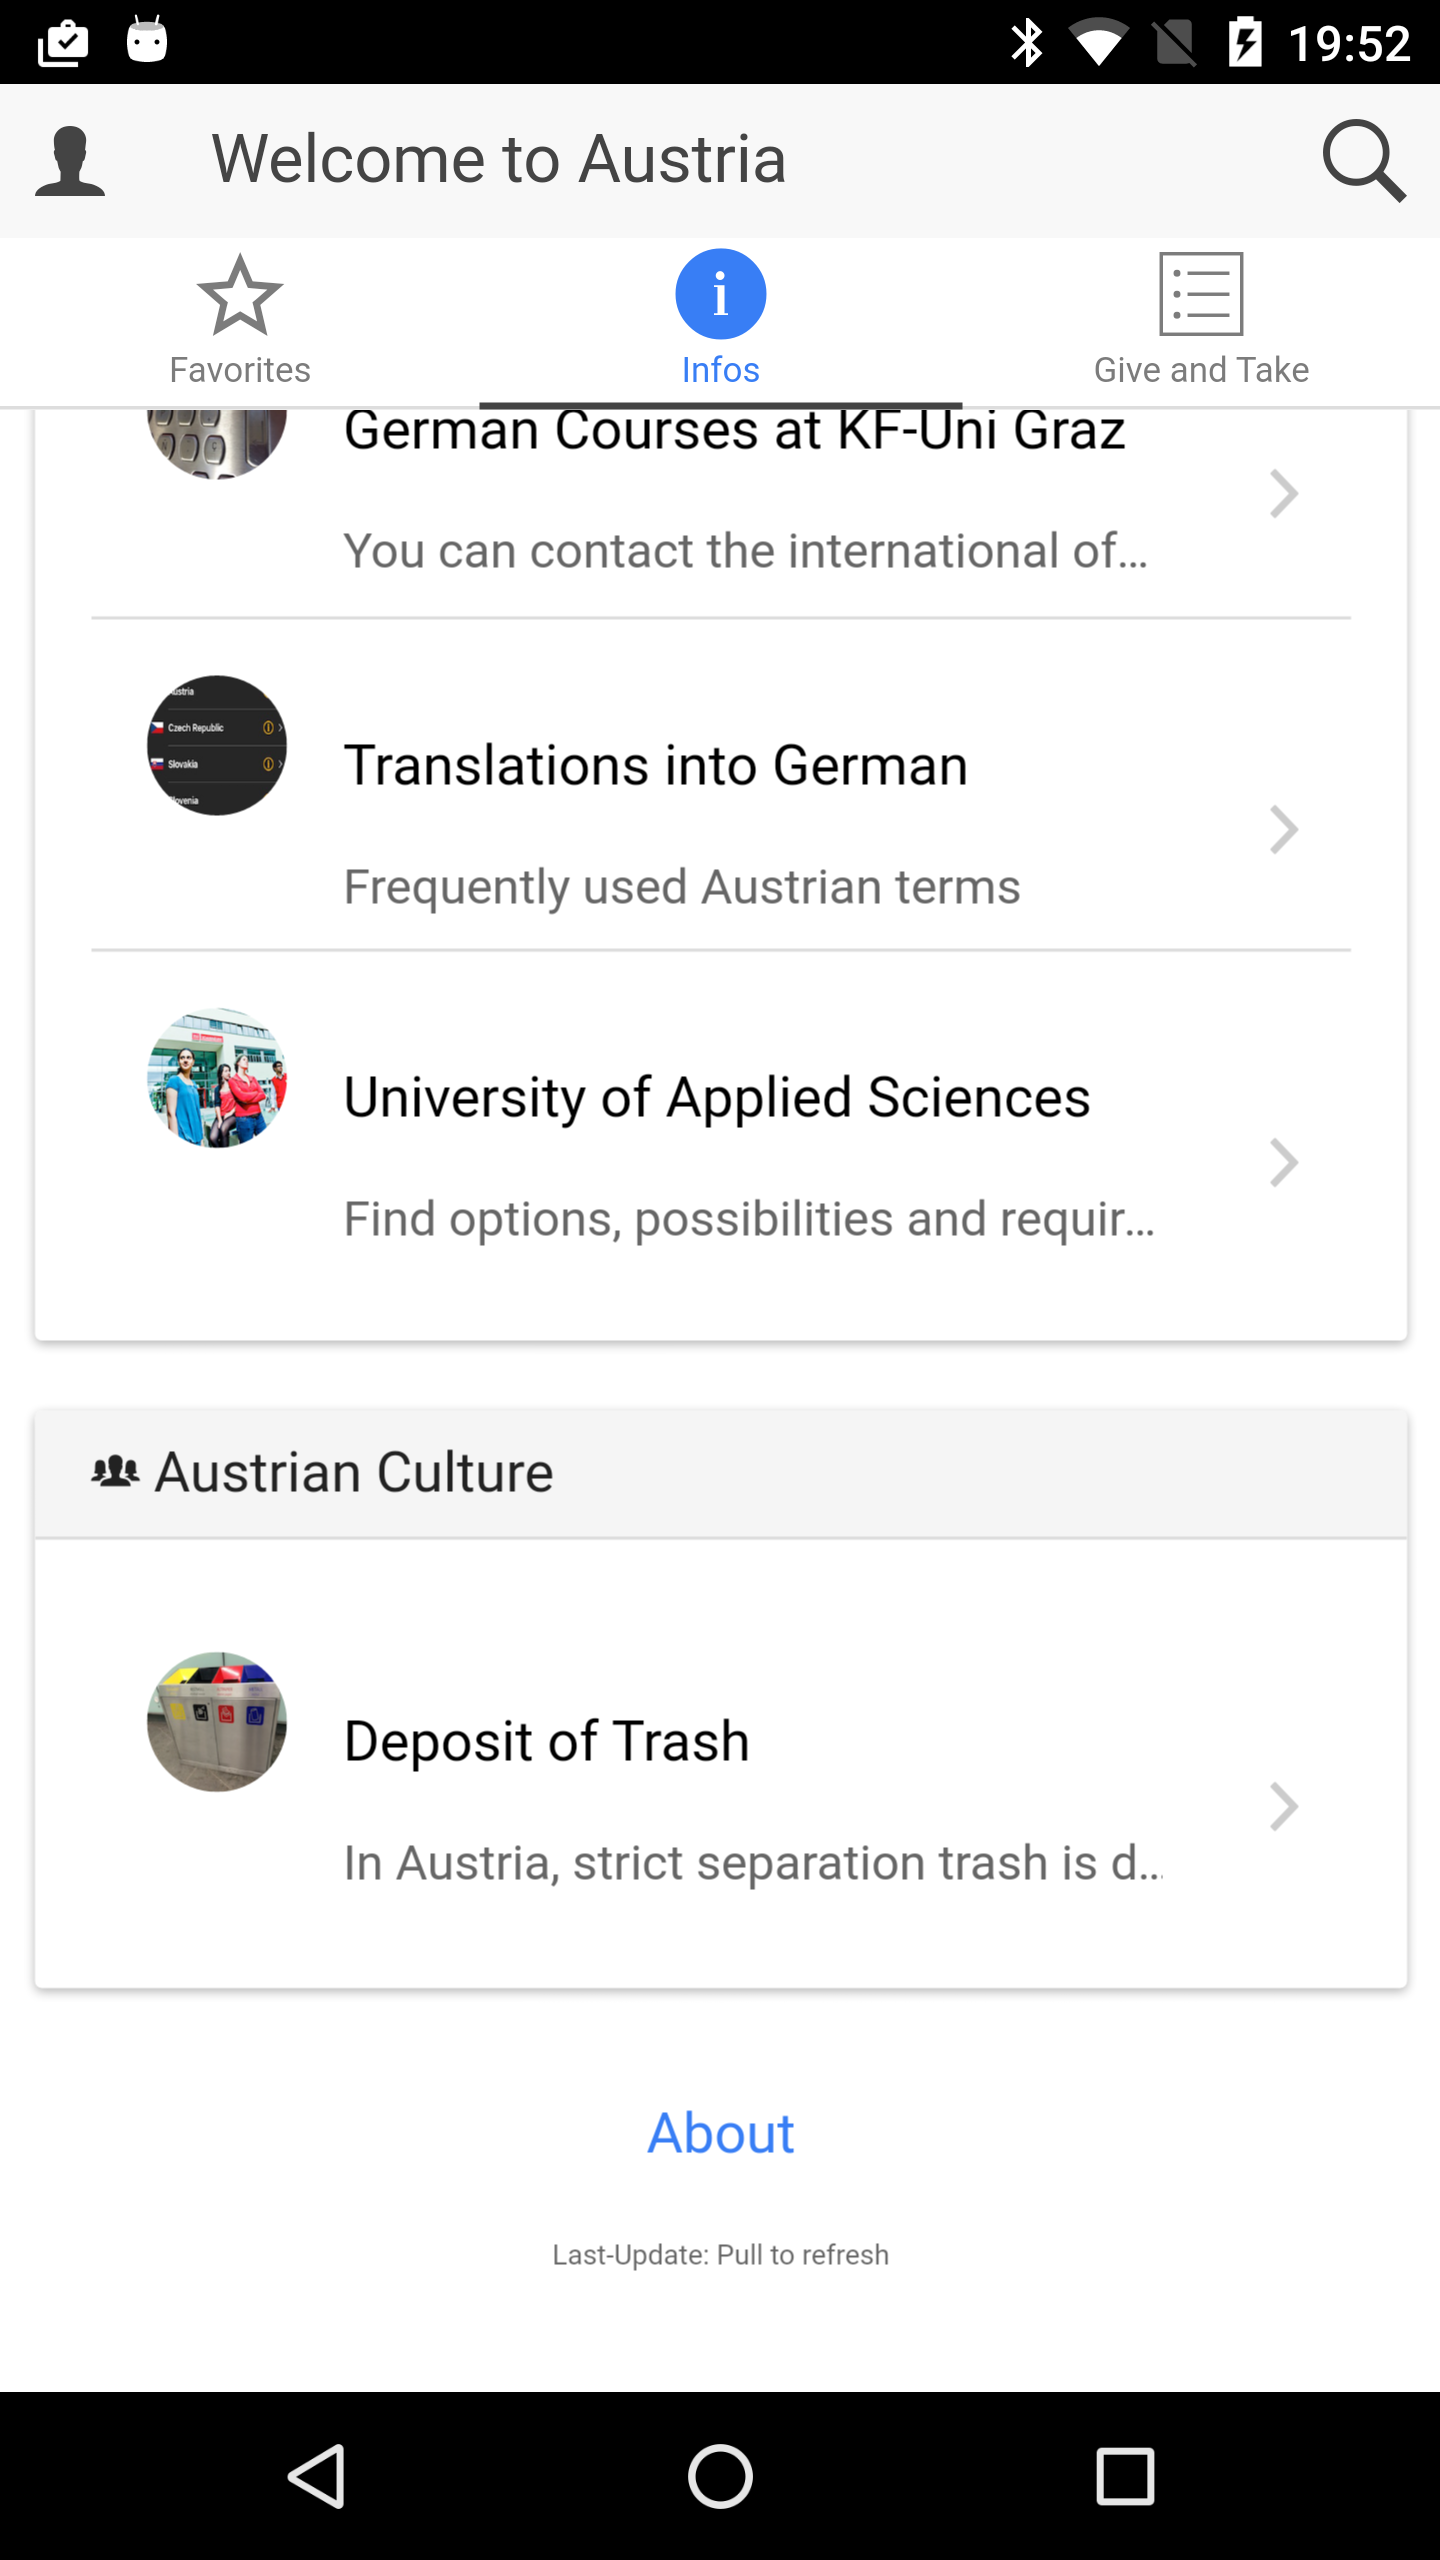 19:52
Welcome to Austria
Favorites
i
Infos
Give and Take
German Courses at KF-Uni Graz
You can contact the international of...
Czech Republic
Slovakia
Translations into German
Frequently used Austrian terms
University of Applied Sciences
Find options, possibilities and requir...
Austrian Culture
Deposit of Trash
In Austria, strict separation trash is d...
About
Last-Update: Pull to refresh